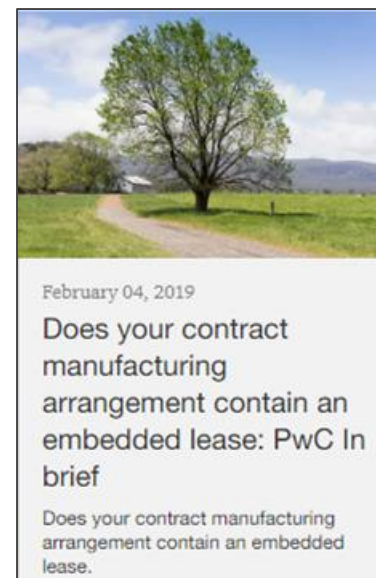 February 04, 2019
Does your contract
manufacturing
arrangement contain an
embedded lease: PwC In
brief
Does your contract manufacturing
arrangement contain an embedded
lease.